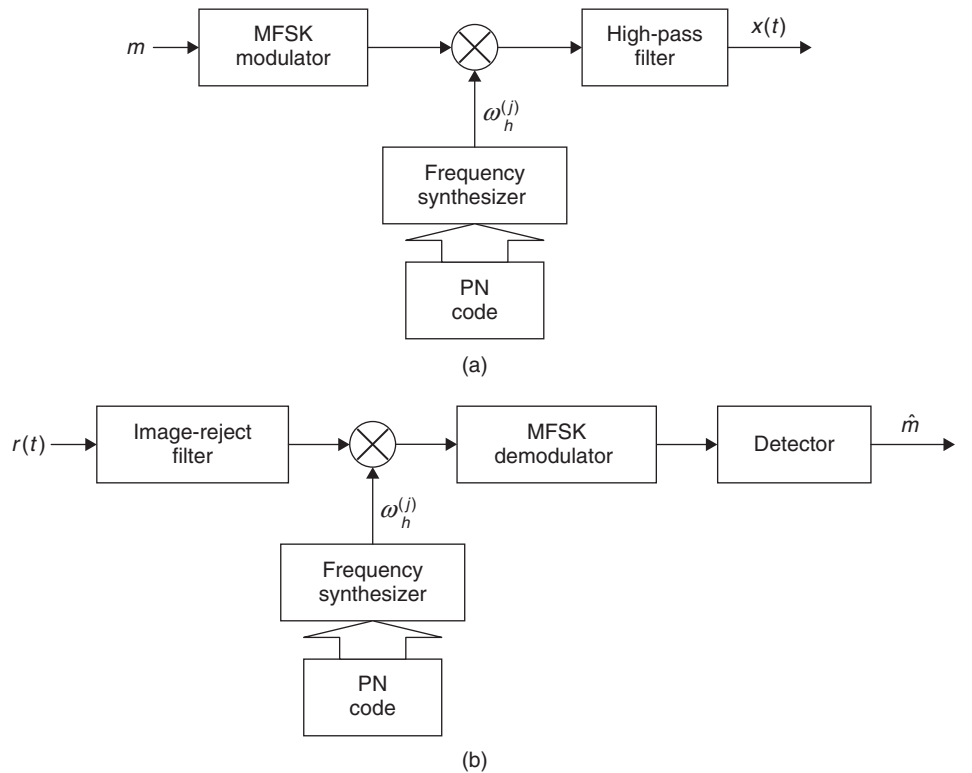 m
MFSK
modulator
High-pass
filter
x(t)
ω_h^(j)
Frequency
synthesizer
PN
code
(a)
r(t)
Image-reject
filter
MFSK
demodulator
Detector
m̂
ω_h^(j)
Frequency
synthesizer
PN
code
(b)